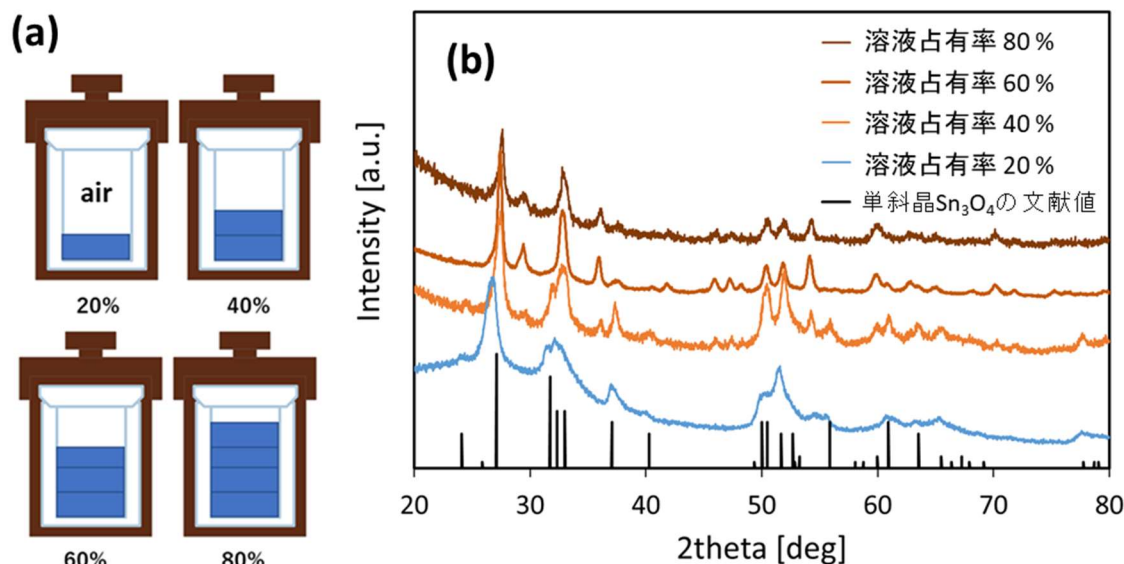 (a)
air
20%
40%
60%
80%
(b)
溶液占有率 80 %
溶液占有率 60 %
溶液占有率 40 %
溶液占有率 20 %
単斜晶Sn₃O₄の文献値
Intensity [a.u.]
20 30 40 50 60 70 80
2theta [deg]